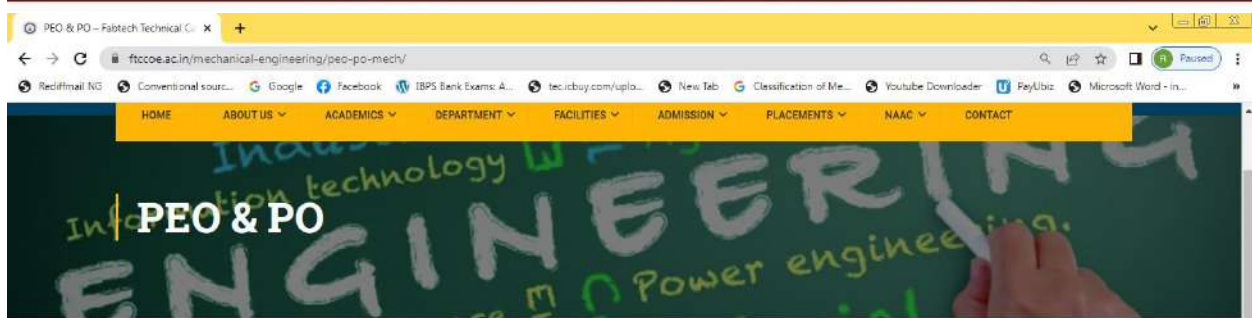 PEO & PO – Fabtech Technical C
ftccoe.ac.in/mechanical-engineering/peo-po-mech/
Paused
Rediffmail NG Conventional sourc... Google Facebook IBPS Bank Exams: A... tec.icbuy.com/uplo... New Tab Classification of Me... Youtube Downloader PayUbiz Microsoft Word - in...
HOME ABOUT US ACADEMICS DEPARTMENT FACILITIES ADMISSION PLACEMENTS NAAC CONTACT
Information technology
PEO & PO
ENGINEERING
Power engineering.